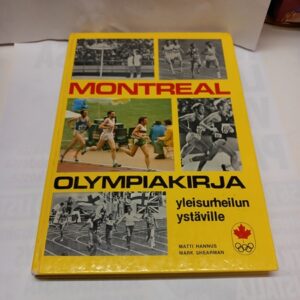 MONTREAL
OLYMPIAKIRJA
yleisurheilun
ystäville
MATTI HANNUS
MARK SHEARMAN